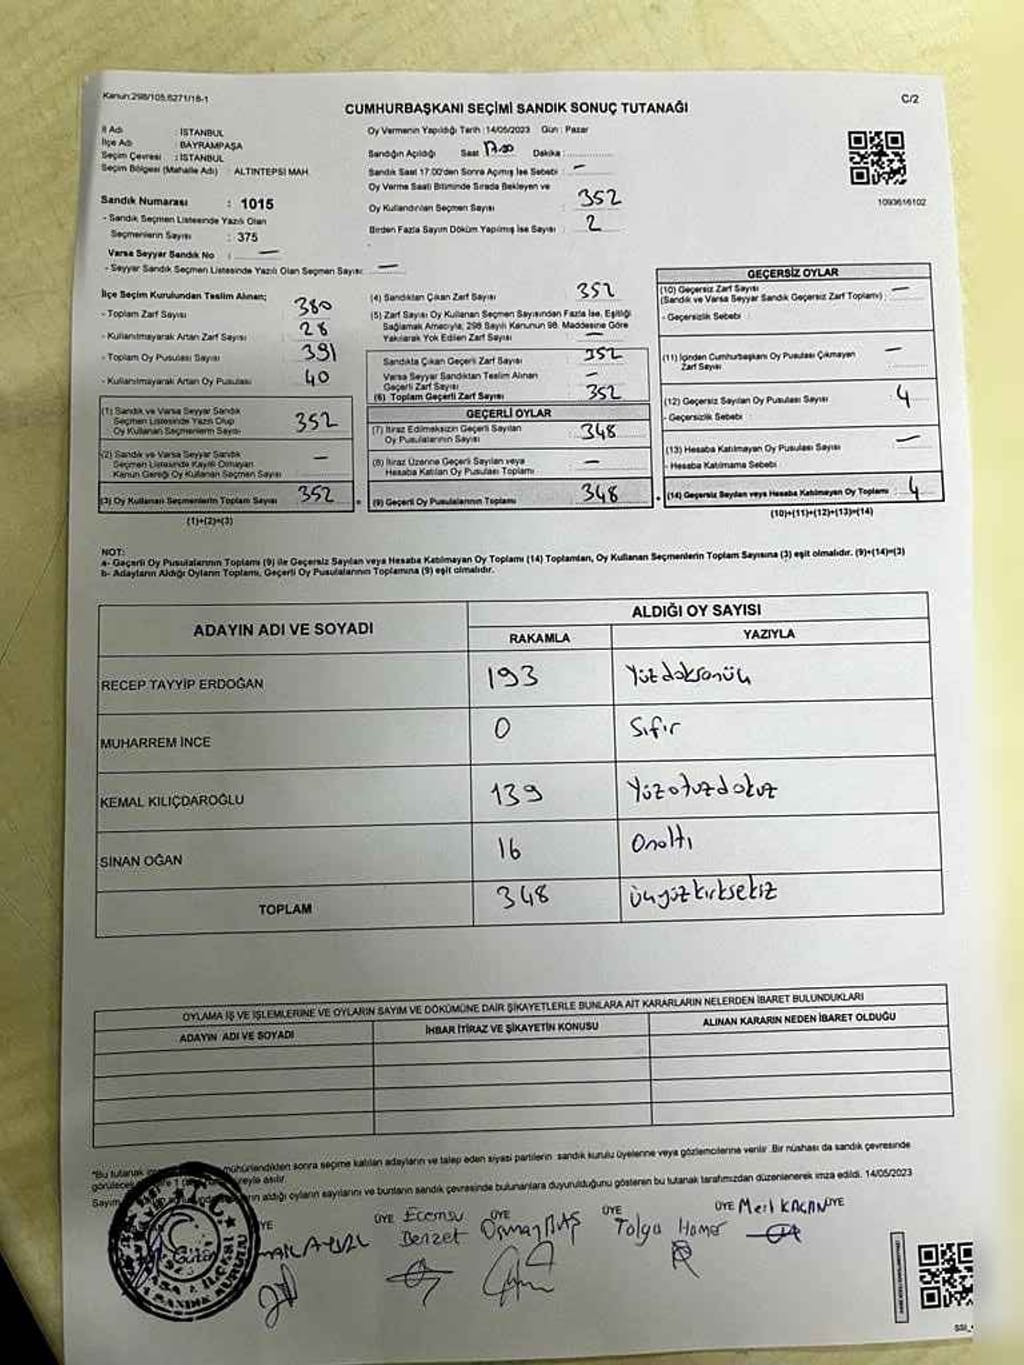 Kanun:298/105,6271/18-1
CUMHURBAŞKANI SEÇİMİ SANDIK SONUÇ TUTANAĞI
C/2
İl Adı : İSTANBUL
İlçe Adı : BAYRAMPAŞA
Seçim Çevresi : İSTANBUL
Seçim Bölgesi (Mahalle Adı) : ALTINTEPSİ MAH.
Sandık Numarası : 1015
- Sandık Seçmen Listesinde Yazılı Olan
Seçmenlerin Sayısı : 375
Varsa Seyyar Sandık No : —
- Seyyar Sandık Seçmen Listesinde Yazılı Olan Seçmen Sayısı : —
Oy Vermenin Yapıldığı Tarih : 14/05/2023 Gün : Pazar
Sandığın Açıldığı Saat 17.00 Dakika :
Sandık Saat 17:00'den Sonra Açımış İse Sebebi : —
Oy Verme Saati Bitiminde Sırada Bekleyen ve
Oy Kullandırılan Seçmen Sayısı : 352
Birden Fazla Sayım Döküm Yapılmış İse Sayısı : 2
1093616102
İlçe Seçim Kurulundan Teslim Alınan;
- Toplam Zarf Sayısı 380
- Kullanılmayarak Artan Zarf Sayısı 28
- Toplam Oy Pusulası Sayısı 391
- Kullanılmayarak Artan Oy Pusulası 40
(1) Sandık ve Varsa Seyyar Sandık
Seçmen Listesinde Yazılı Olup
Oy Kullanan Seçmenlerin Sayısı 352
(2) Sandık ve Varsa Seyyar Sandık
Seçmen Listesinde Kayıtlı Olmayan
Kanun Gereği Oy Kullanan Seçmen Sayısı —
(3) Oy Kullanan Seçmenlerin Toplam Sayısı 352
(1)+(2)=(3)
(4) Sandıktan Çıkan Zarf Sayısı 352
(5) Zarf Sayısı Oy Kullanan Seçmen Sayısından Fazla İse, Eşitliği
Sağlamak Amacıyla, 298 Sayılı Kanunun 98. Maddesine Göre
Yakılarak Yok Edilen Zarf Sayısı —
Sandıkta Çıkan Geçerli Zarf Sayısı 352
Varsa Seyyar Sandıktan Teslim Alınan
Geçerli Zarf Sayısı —
(6) Toplam Geçerli Zarf Sayısı 352
GEÇERLİ OYLAR
(7) İtiraz Edilmeksizin Geçerli Sayılan
Oy Pusulalarının Sayısı 348
(8) İtiraz Üzerine Geçerli Sayılan veya
Hesaba Katılan Oy Pusulası Toplamı —
(9) Geçerli Oy Pusulalarının Toplamı 348
GEÇERSİZ OYLAR
(10) Geçersiz Zarf Sayısı —
(Sandık ve Varsa Seyyar Sandık Geçersiz Zarf Toplamı) :
- Geçersizlik Sebebi :
(11) İçinden Cumhurbaşkanı Oy Pusulası Çıkmayan —
Zarf Sayısı
(12) Geçersiz Sayılan Oy Pusulası Sayısı 4
- Geçersizlik Sebebi :
(13) Hesaba Katılmayan Oy Pusulası Sayısı —
- Hesaba Katılmama Sebebi :
(14) Geçersiz Sayılan veya Hesaba Katılmayan Oy Toplamı 4
(10)+(11)+(12)+(13)=(14)
NOT:
a- Geçerli Oy Pusulalarının Toplamı (9) ile Geçersiz Sayılan veya Hesaba Katılmayan Oy Toplamı (14) Toplamları, Oy Kullanan Seçmenlerin Toplam Sayısına (3) eşit olmalıdır. (9)+(14)=(3)
b- Adayların Aldığı Oyların Toplamı, Geçerli Oy Pusulalarının Toplamına (9) eşit olmalıdır.
ADAYIN ADI VE SOYADI
ALDIĞI OY SAYISI
RAKAMLA YAZIYLA
RECEP TAYYİP ERDOĞAN 193 Yüzdoksanüç
MUHARREM İNCE 0 Sıfır
KEMAL KILIÇDAROĞLU 139 Yüzotuzdokuz
SİNAN OĞAN 16 Onaltı
TOPLAM 348 Üçyüzkırksekiz
OYLAMA İŞ VE İŞLEMLERİNE VE OYLARIN SAYIM VE DÖKÜMÜNE DAİR ŞİKAYETLERLE BUNLARA AİT KARARLARIN NELERDEN İBARET BULUNDUKLARI
ADAYIN ADI VE SOYADI İHBAR İTİRAZ VE ŞİKAYETİN KONUSU ALINAN KARARIN NEDEN İBARET OLDUĞU
"Bu tutanak mühürlendikten sonra seçime katılan adayların ve talep eden siyasi partilerin sandık kurulu üyelerine veya gözlemcilerine verilir. Bir nüshası da sandık çevresinde
görülecek reyle asılır.
Sayım aldığı oyların sayılarını ve bunların sandık çevresinde bulunanlara duyurulduğunu gösteren bu tutanak tarafımızdan düzenlenerek imza edildi. 14/05/2023
ÜYE ÜYE ÜYE ÜYE ÜYE
Ecemsu Osman BAŞ Tolga